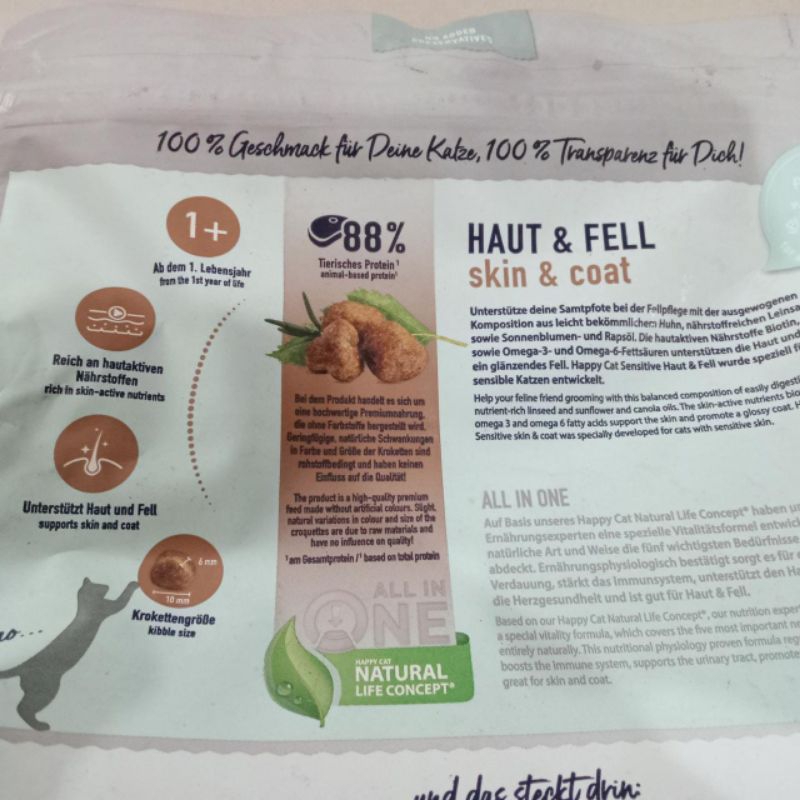 NO ADDED
PRESERVATIVES
100 % Geschmack für Deine Katze, 100 % Transparenz für Dich!
1+
Ab dem 1. Lebensjahr
from the 1st year of life
Reich an hautaktiven
Nährstoffen
rich in skin-active nutrients
Unterstützt Haut und Fell
supports skin and coat
6 mm
10 mm
Krokettengröße
kibble size
88%
Tierisches Protein¹
animal-based protein¹
Bei dem Produkt handelt es sich um
eine hochwertige Premiumnahrung,
die ohne Farbstoffe hergestellt wird.
Geringfügige, natürliche Schwankungen
in Farbe und Größe der Kroketten sind
rohstoffbedingt und haben keinen
Einfluss auf die Qualität!
The product is a high-quality premium
feed made without artificial colours. Slight,
natural variations in colour and size of the
croquettes are due to raw materials and
have no influence on quality!
¹ am Gesamtprotein /¹ based on total protein
ALL IN
ONE
HAPPY CAT
NATURAL
LIFE CONCEPT®
HAUT & FELL
skin & coat
Unterstütze deine Samtpfote bei der Fellpflege mit der ausgewogenen
Komposition aus leicht bekömmlichem Huhn, nährstoffreichen
sowie Sonnenblumen- und Rapsöl. Die hautaktiven Nährstoffe Biotin,
sowie Omega-3- und Omega-6-Fettsäuren unterstützen die Haut und
ein glänzendes Fell. Happy Cat Sensitive Haut & Fell wurde speziell
sensible Katzen entwickelt.
Help your feline friend grooming with this balanced composition of easily
nutrient-rich linseed and sunflower and canola oils. The skin-active nutrients
omega 3 and omega 6 fatty acids support the skin and promote a glossy coat.
Sensitive skin & coat was specially developed for cats with sensitive skin.
ALL IN ONE
Auf Basis unseres Happy Cat Natural Life Concept® haben
Ernährungsexperten eine spezielle Vitalitätsformel
natürliche Art und Weise die fünf wichtigsten Bedürfnisse
abdeckt. Ernährungsphysiologisch bestätigt sorgt es für
Verdauung, stärkt das Immunsystem, unterstützt den
die Herzgesundheit und ist gut für Haut & Fell.
Based on our Happy Cat Natural Life Concept®, our nutrition
a special vitality formula, which covers the five most important
entirely naturally. This nutritional physiology proven formula
boosts the immune system, supports the urinary tract,
great for skin and coat.
und das steckt drin: